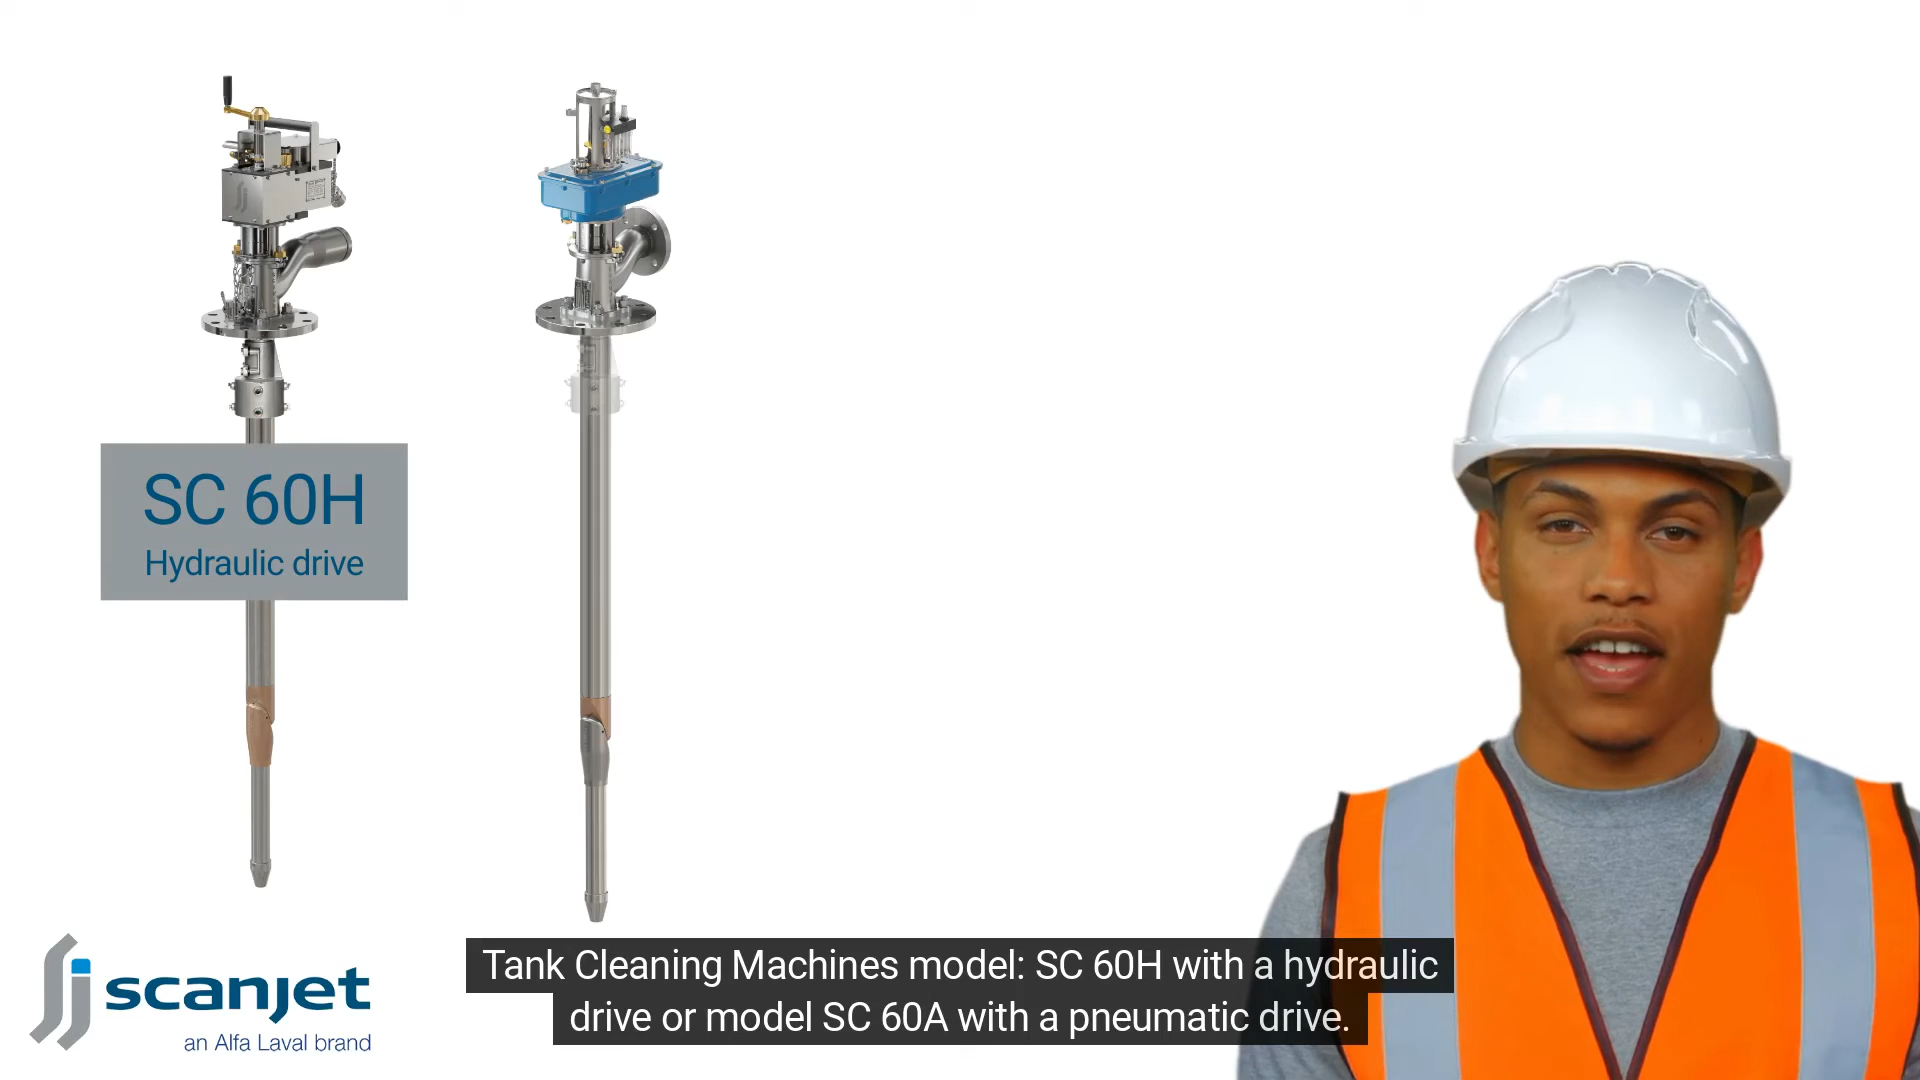 SC 60H
Hydraulic drive
scanjet
an Alfa Laval brand
Tank Cleaning Machines model: SC 60H with a hydraulic
drive or model SC 60A with a pneumatic drive.